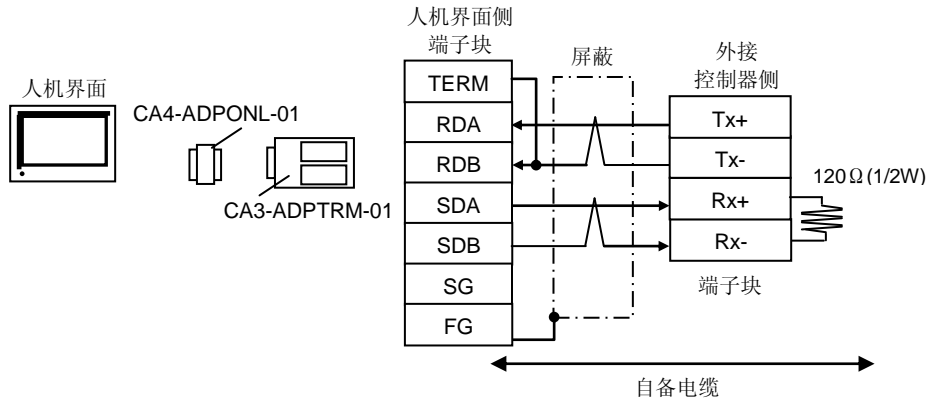 人机界面
CA4-ADPONL-01
CA3-ADPTRM-01
人机界面侧
端子块
TERM
RDA
RDB
SDA
SDB
SG
FG
屏蔽
外接
控制器侧
Tx+
Tx-
Rx+
Rx-
端子块
120Ω(1/2W)
自备电缆